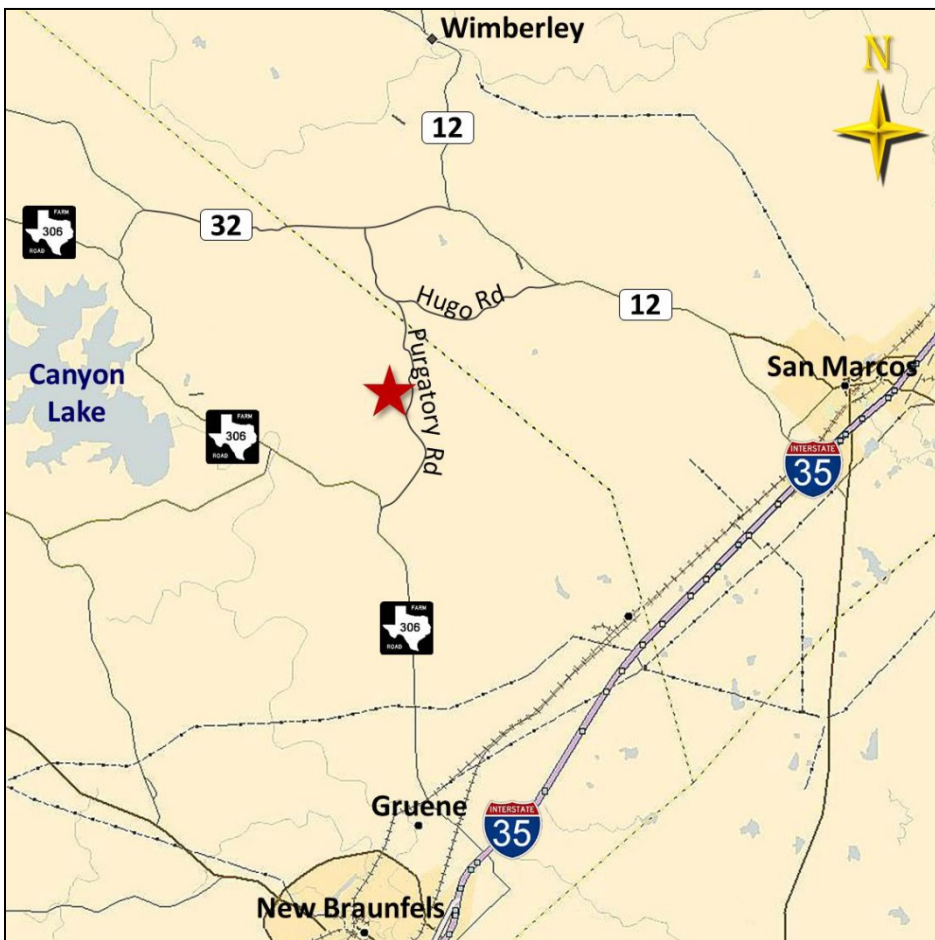 Wimberley
N
12
32
FARM
306
ROAD
Hugo Rd
12
Purgatory Rd
San Marcos
Canyon
Lake
FARM
306
ROAD
INTERSTATE
35
FARM
306
ROAD
Gruene
INTERSTATE
35
New Braunfels